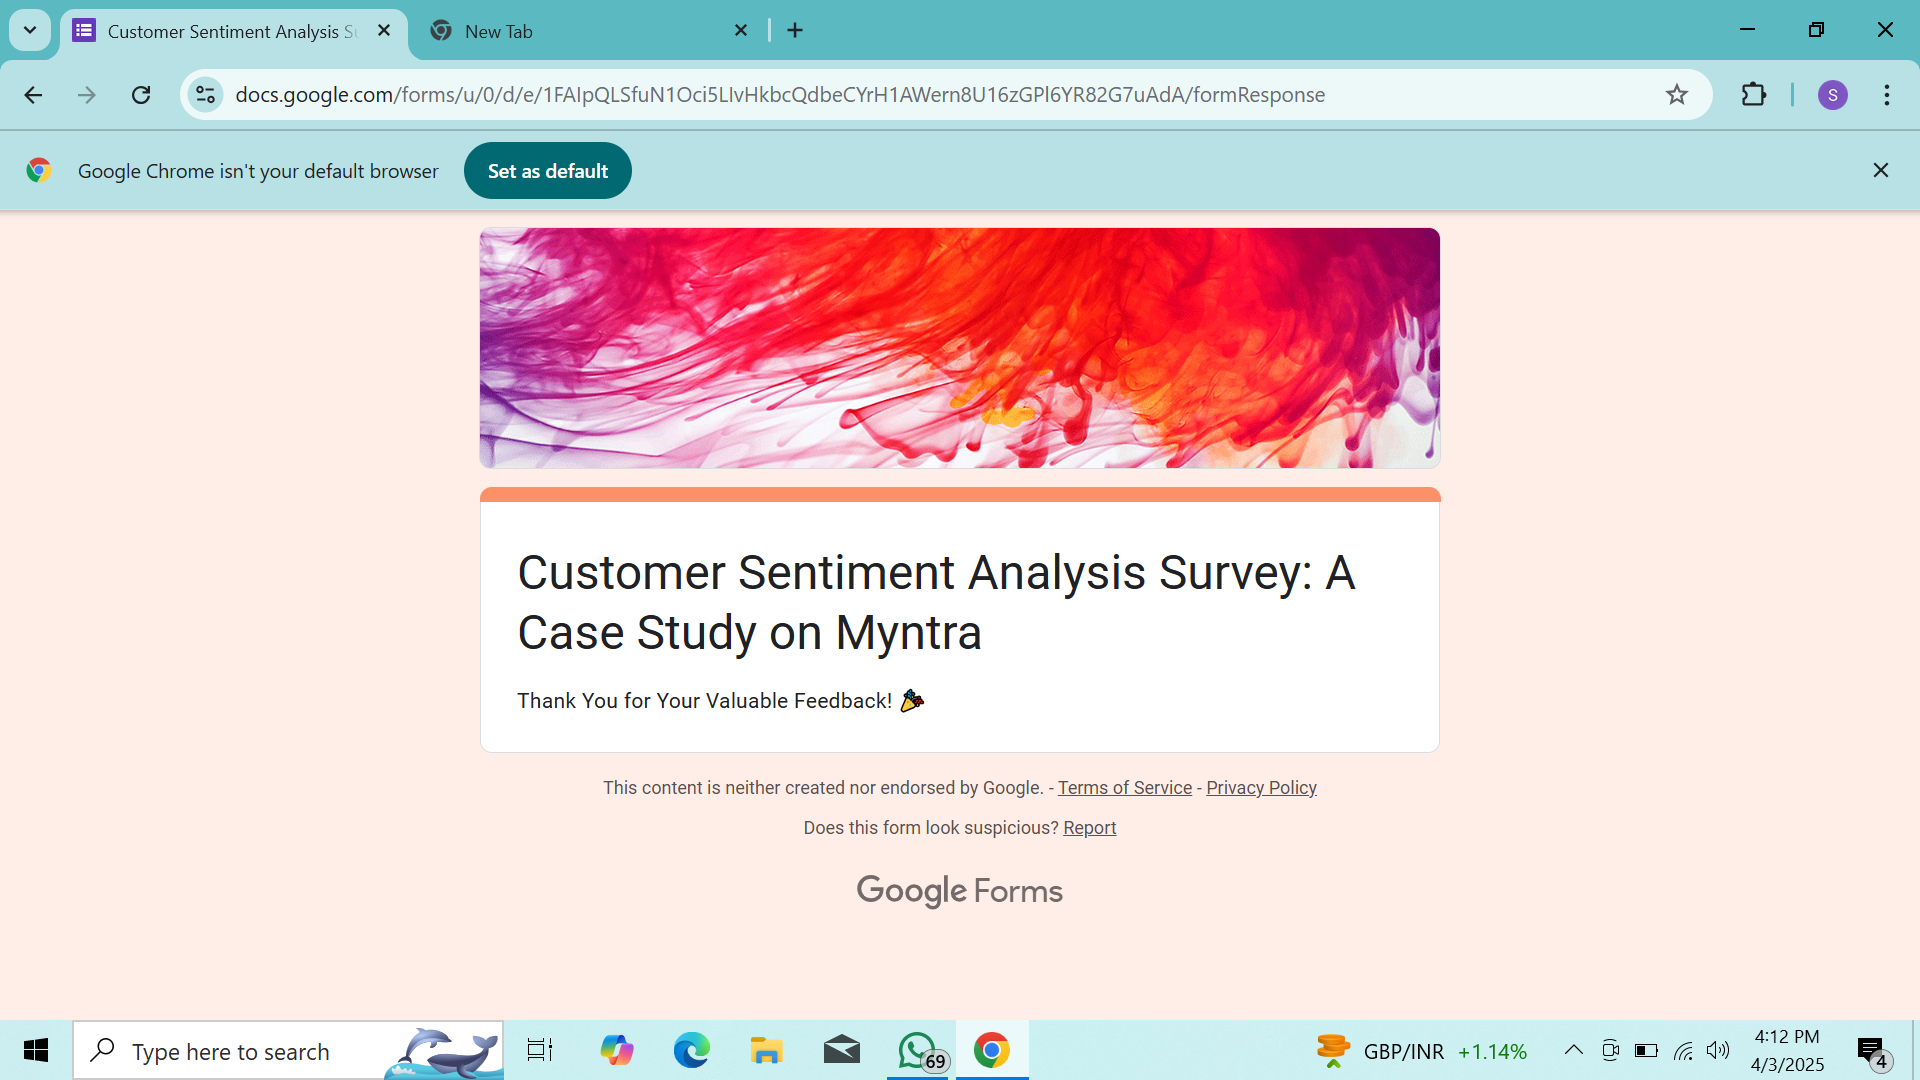 Customer Sentiment Analysis Su
New Tab
docs.google.com/forms/u/0/d/e/1FAIpQLSfuN1Oci5LIvHkbcQdbeCYrH1AWern8U16zGPl6YR82G7uAdA/formResponse
S
Google Chrome isn't your default browser
Set as default
Customer Sentiment Analysis Survey: A
Case Study on Myntra
Thank You for Your Valuable Feedback! 🎉
This content is neither created nor endorsed by Google. - Terms of Service - Privacy Policy
Does this form look suspicious? Report
Google Forms
Type here to search
69
GBP/INR +1.14%
4:12 PM
4/3/2025
4